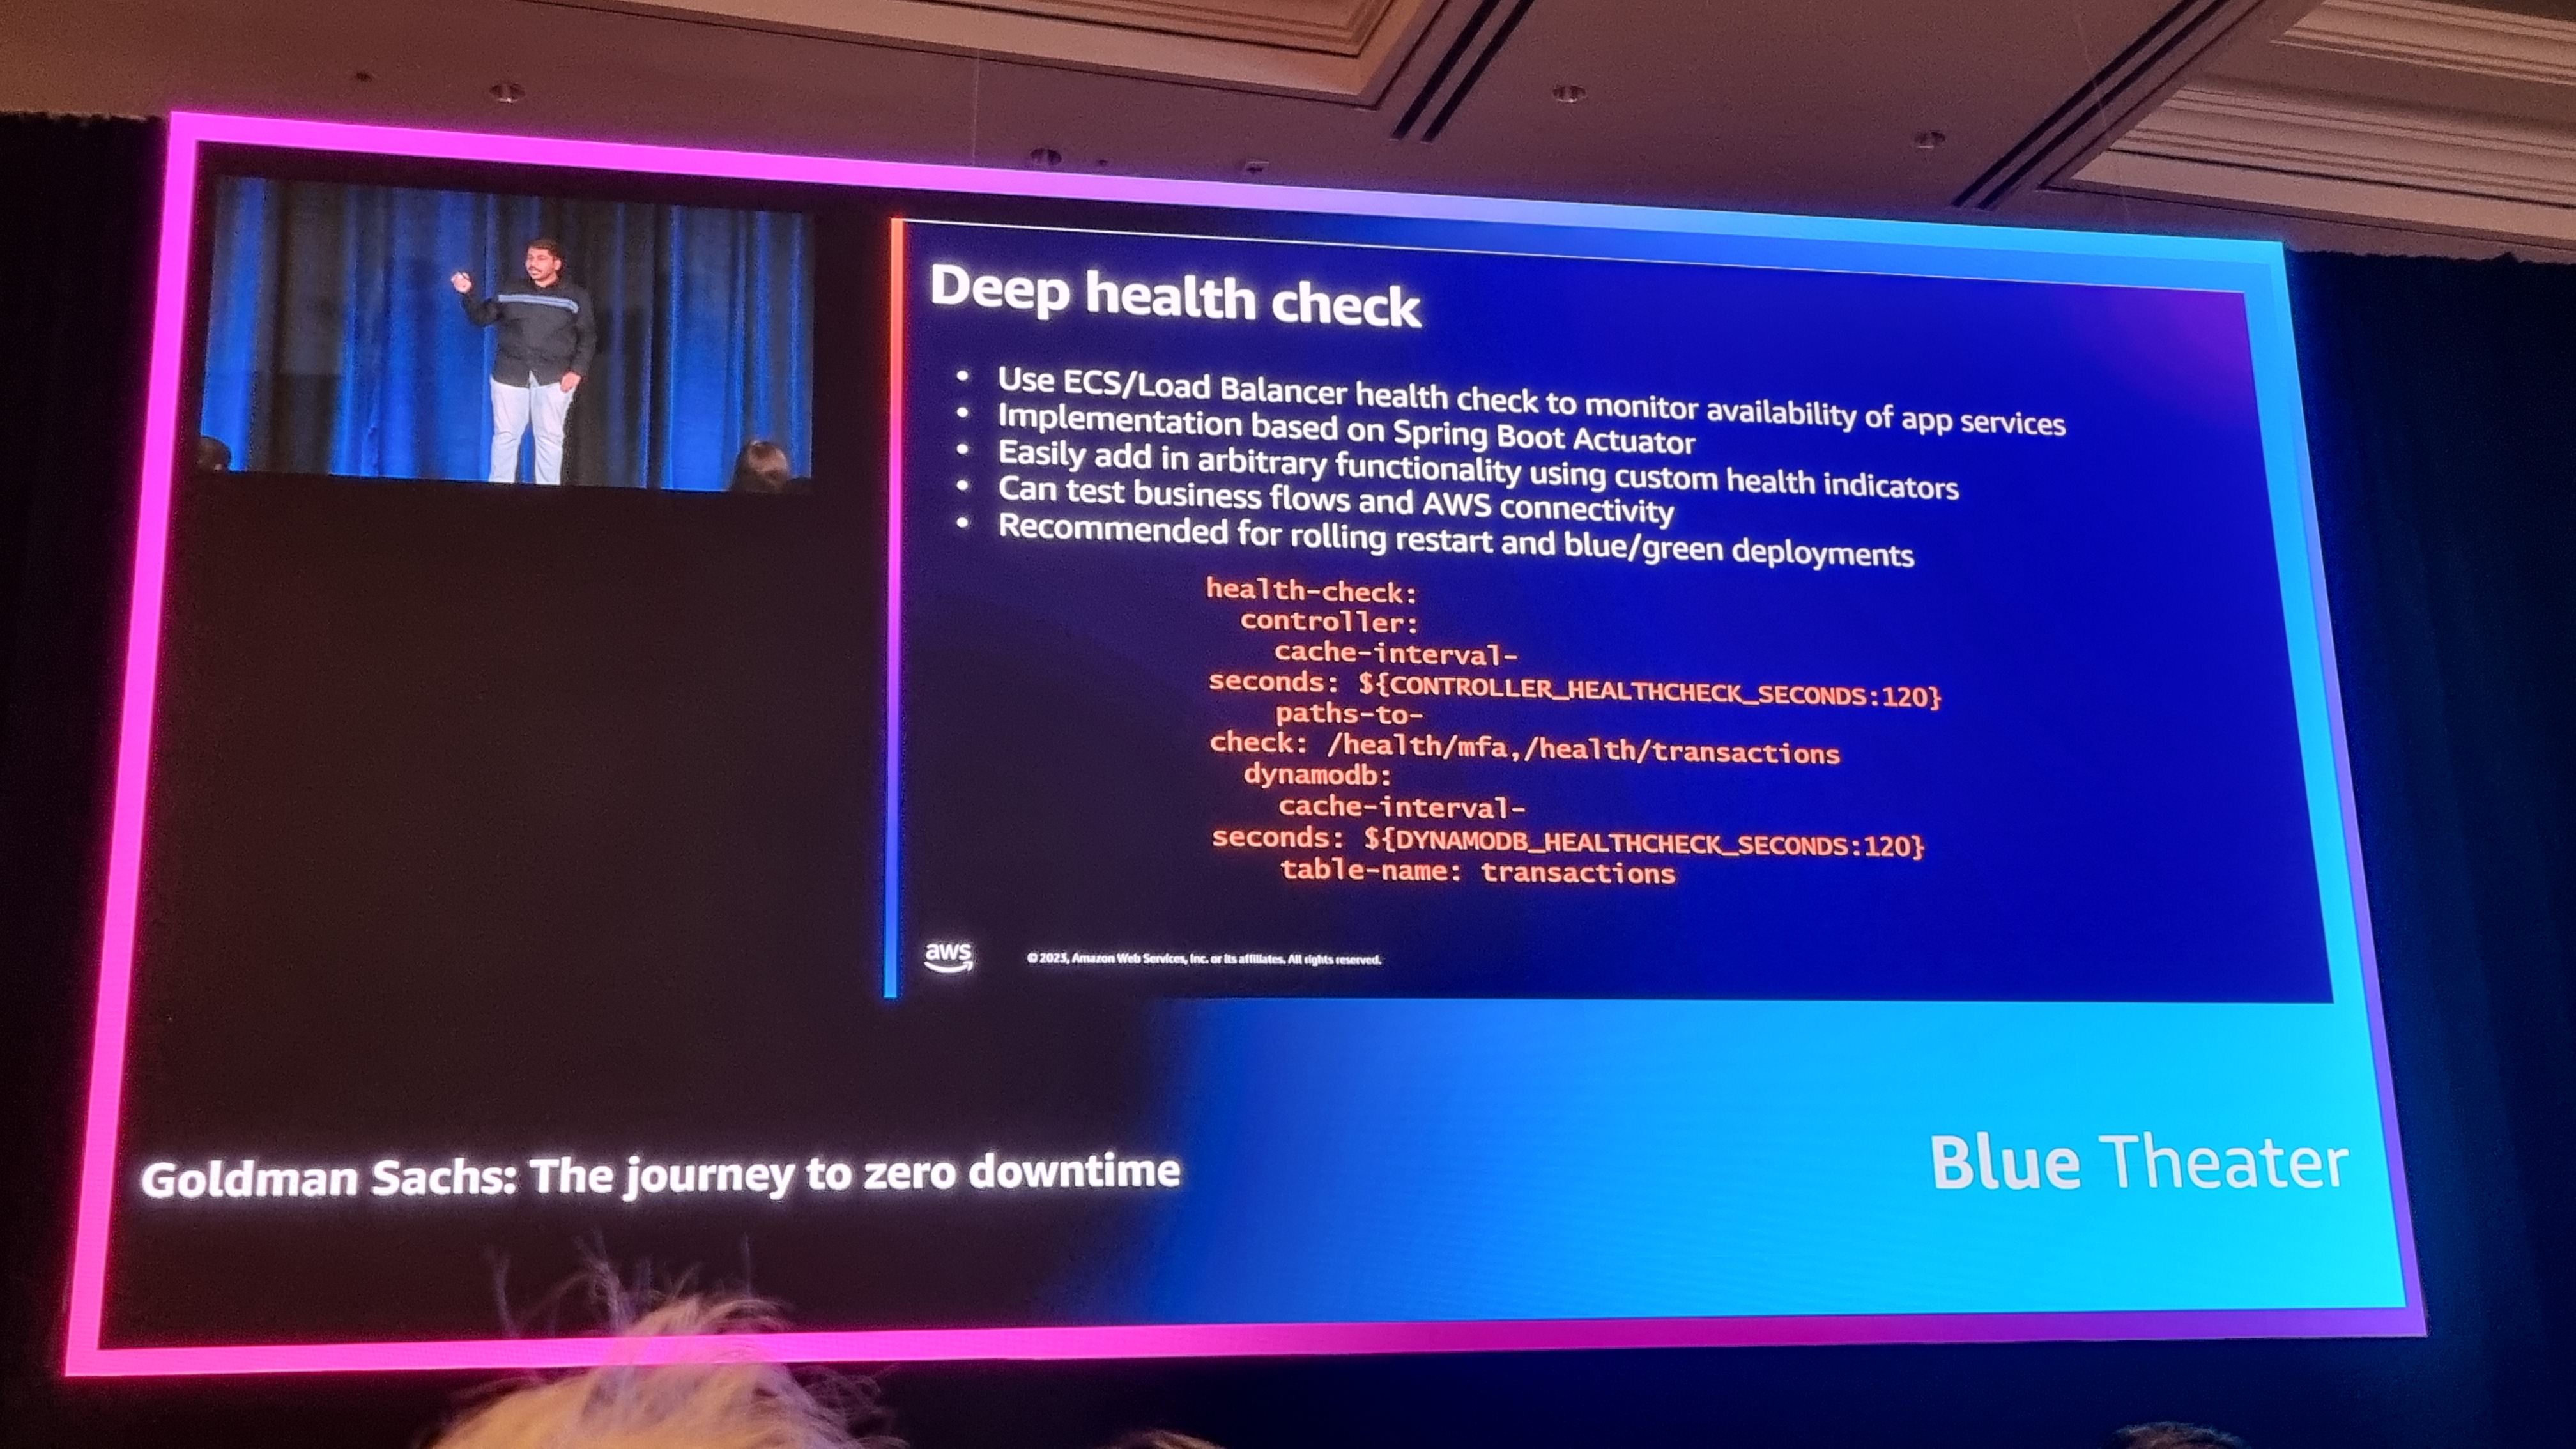 Deep health check
• Use ECS/Load Balancer health check to monitor availability of app services
• Implementation based on Spring Boot Actuator
• Easily add in arbitrary functionality using custom health indicators
• Can test business flows and AWS connectivity
• Recommended for rolling restart and blue/green deployments
health-check:
controller:
cache-interval-
seconds: ${CONTROLLER_HEALTHCHECK_SECONDS:120}
paths-to-
check: /health/mfa,/health/transactions
dynamodb:
cache-interval-
seconds: ${DYNAMODB_HEALTHCHECK_SECONDS:120}
table-name: transactions
aws
© 2023, Amazon Web Services, Inc. or its affiliates. All rights reserved.
Goldman Sachs: The journey to zero downtime
Blue Theater